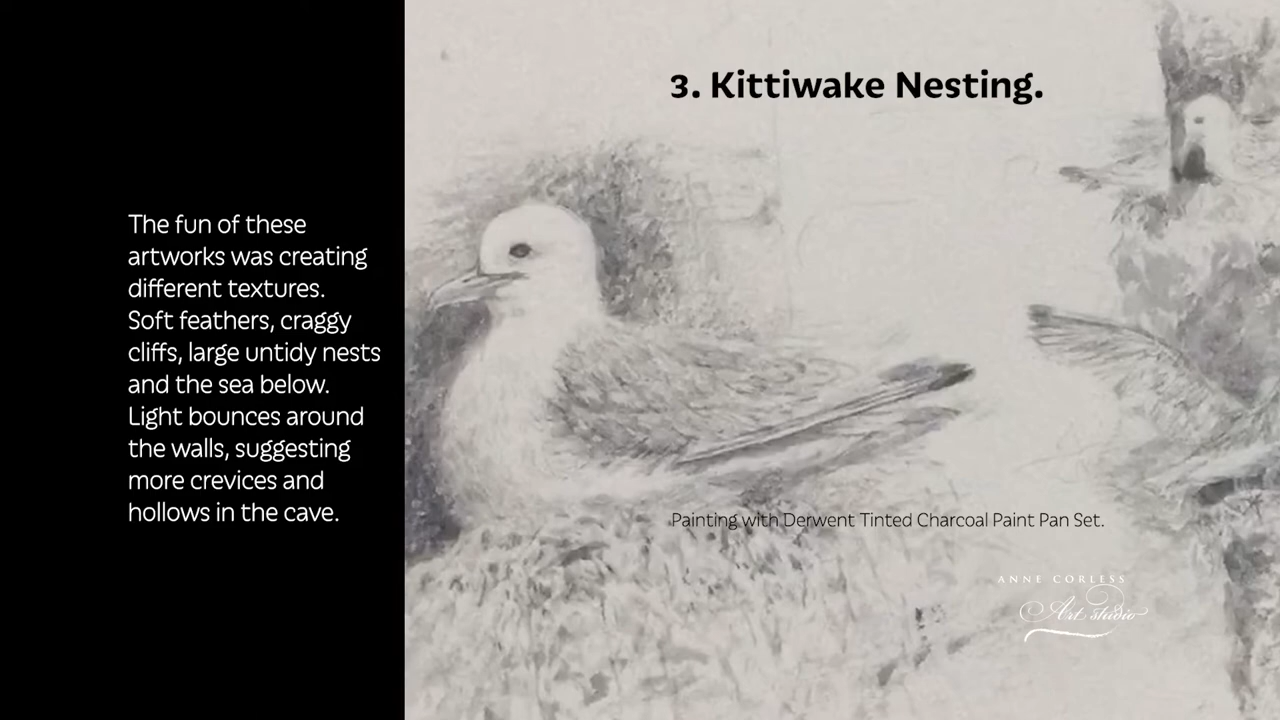 3. Kittiwake Nesting.
The fun of these
artworks was creating
different textures.
Soft feathers, craggy
cliffs, large untidy nests
and the sea below.
Light bounces around
the walls, suggesting
more crevices and
hollows in the cave.
Painting with Derwent Tinted Charcoal Paint Pan Set.
ANNE CORLESS
Art studio